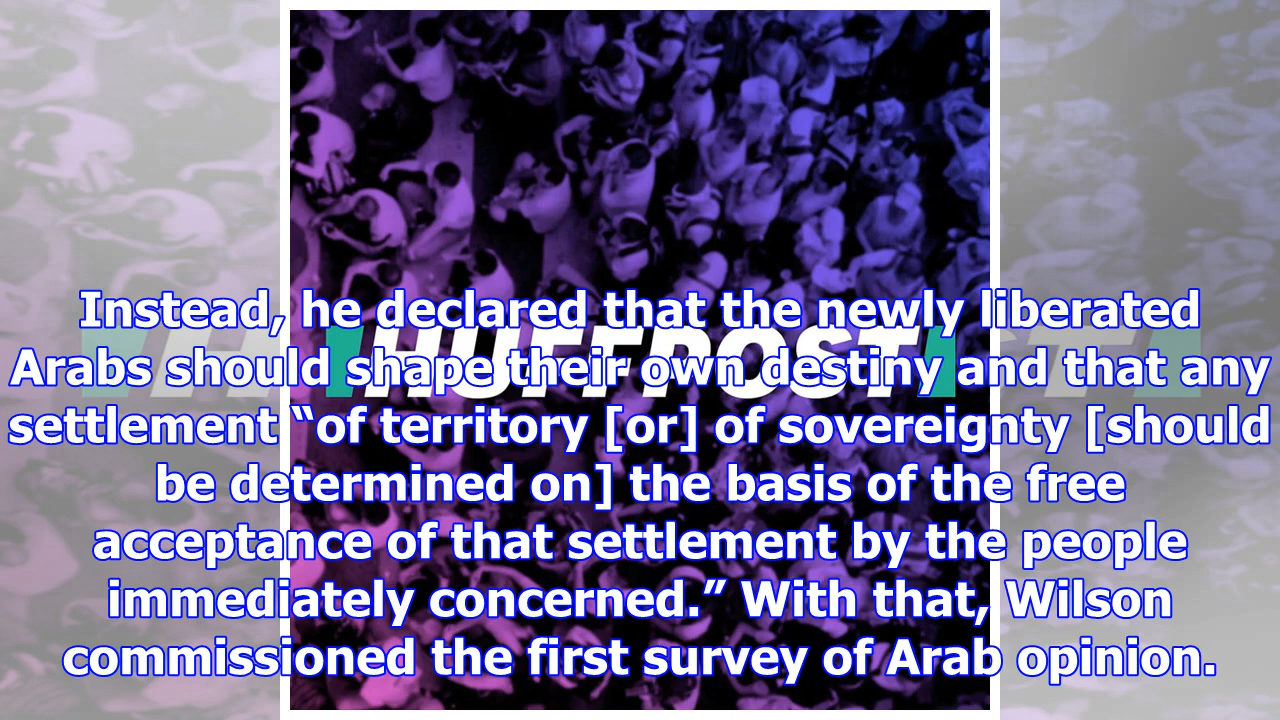 Instead, he declared that the newly liberated
HUFFPOST
Arabs should shape their own destiny and that any
settlement “of territory [or] of sovereignty [should
be determined on] the basis of the free
acceptance of that settlement by the people
immediately concerned.” With that, Wilson
commissioned the first survey of Arab opinion.